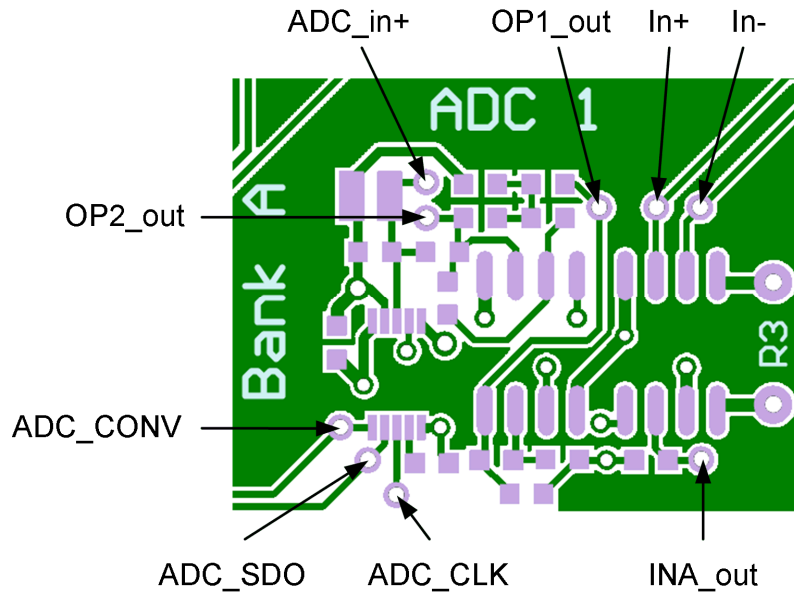 ADC_in+ OP1_out In+ In-
ADC 1
OP2_out
Bank A
R3
ADC_CONV
ADC_SDO ADC_CLK INA_out